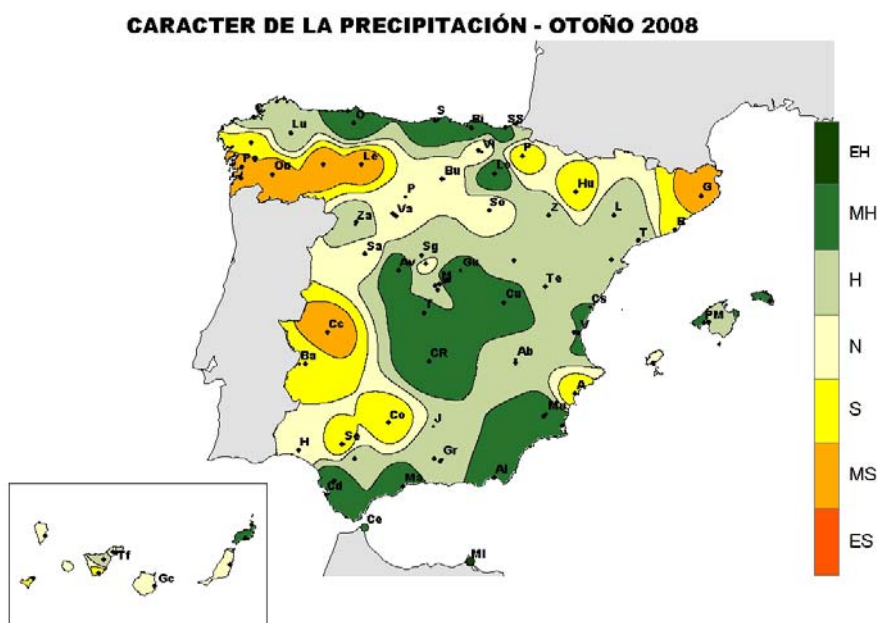 CARACTER DE LA PRECIPITACIÓN - OTOÑO 2008
EH
MH
H
N
S
MS
ES
Lu
O
S
Bi
SS
Vi
P
Lo
Le
P
Ou
Bu
P
Hu
G
Za
Va
So
Z
L
B
T
Sa
Sg
Av
Gu
M
Te
T
Cu
Cs
V
PM
Cc
CR
Ab
Ba
A
Mu
Co
J
Se
H
Gr
Al
Cd
Ma
Ce
Ml
Tf
Gc